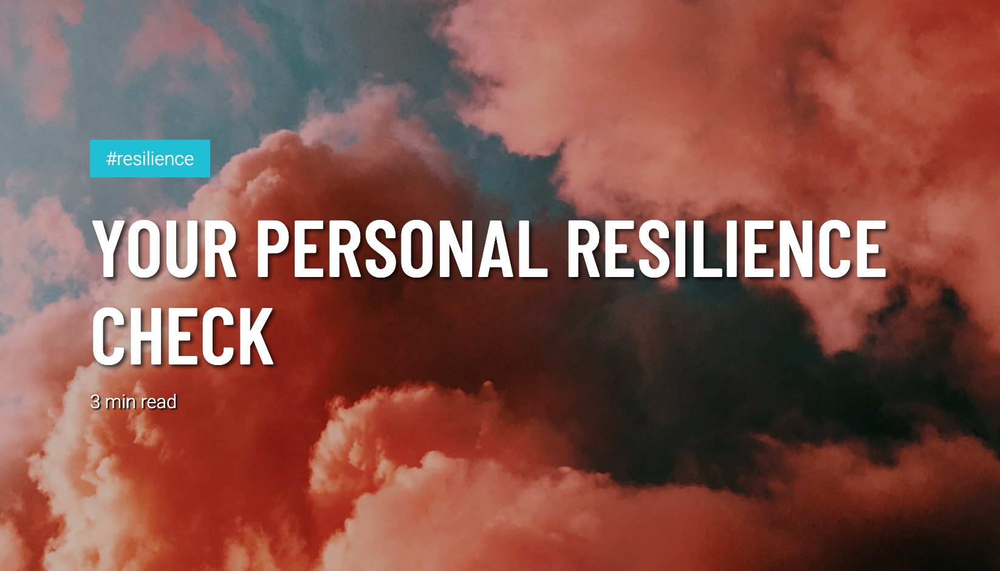 #resilience
YOUR PERSONAL RESILIENCE
CHECK
3 min read